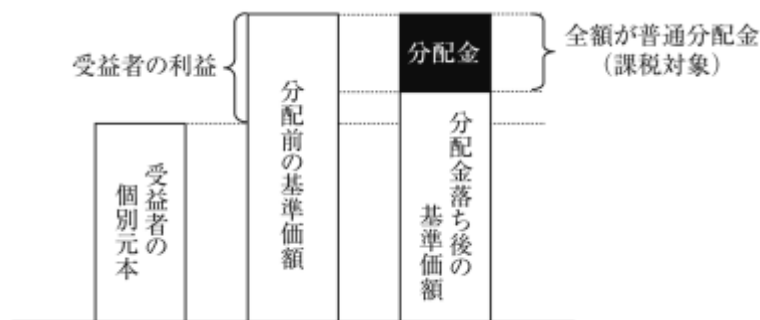 受益者の利益
分配金
全額が普通分配金
（課税対象）
受益者の
個別元本
分配前の基準価額
分配金落ち後の
基準価額